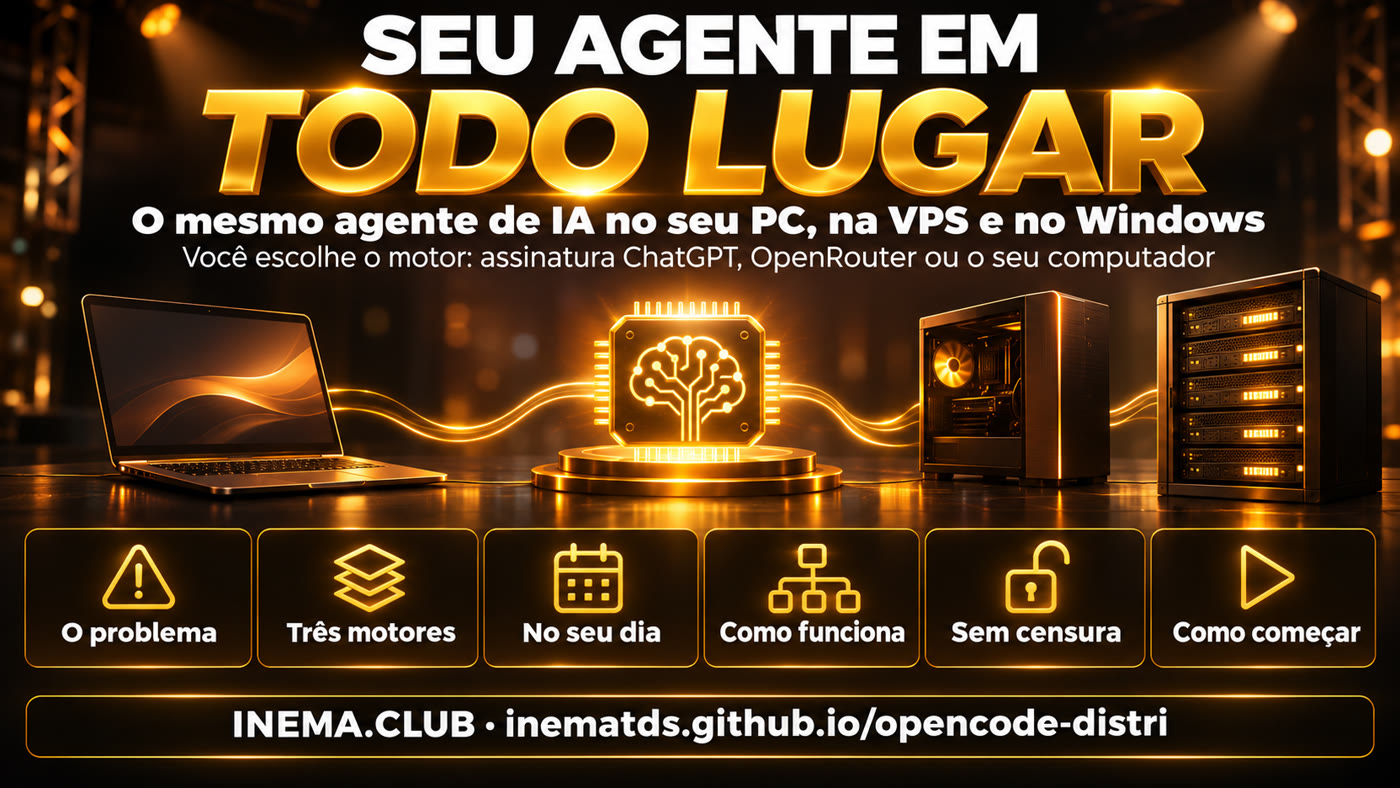 SEU AGENTE EM
TODO LUGAR
O mesmo agente de IA no seu PC, na VPS e no Windows
Você escolhe o motor: assinatura ChatGPT, OpenRouter ou o seu computador
O problema
Três motores
No seu dia
Como funciona
Sem censura
Como começar
INEMA.CLUB • inematds.github.io/opencode-distri